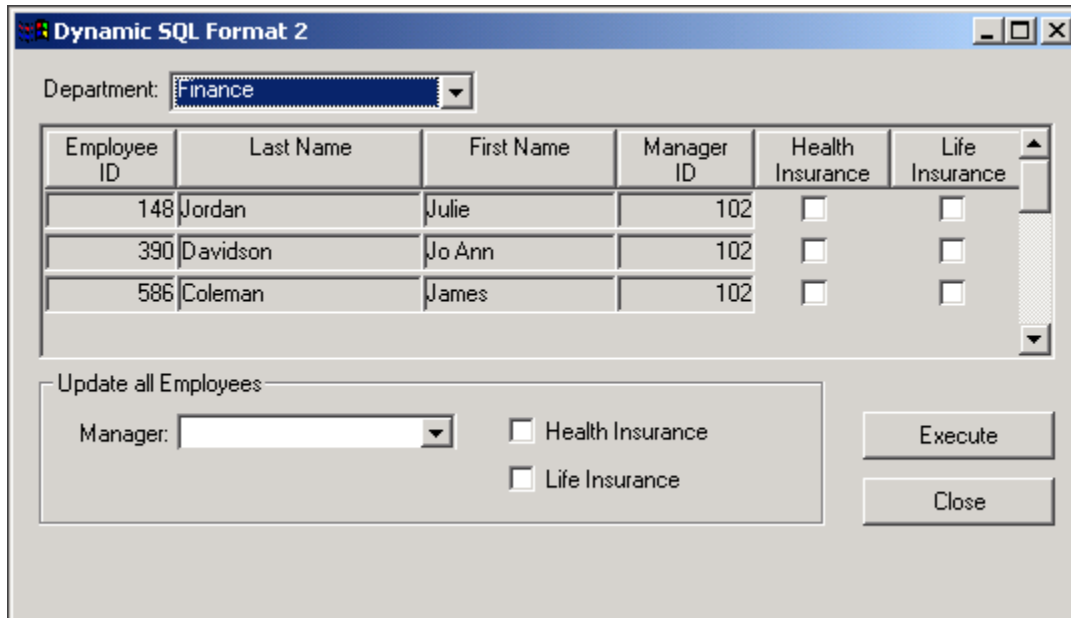 Dynamic SQL Format 2
Department: Finance
Employee ID Last Name First Name Manager ID Health Insurance Life Insurance
148 Jordan Julie 102
390 Davidson Jo Ann 102
586 Coleman James 102
Update all Employees
Manager: Health Insurance Execute
Life Insurance Close